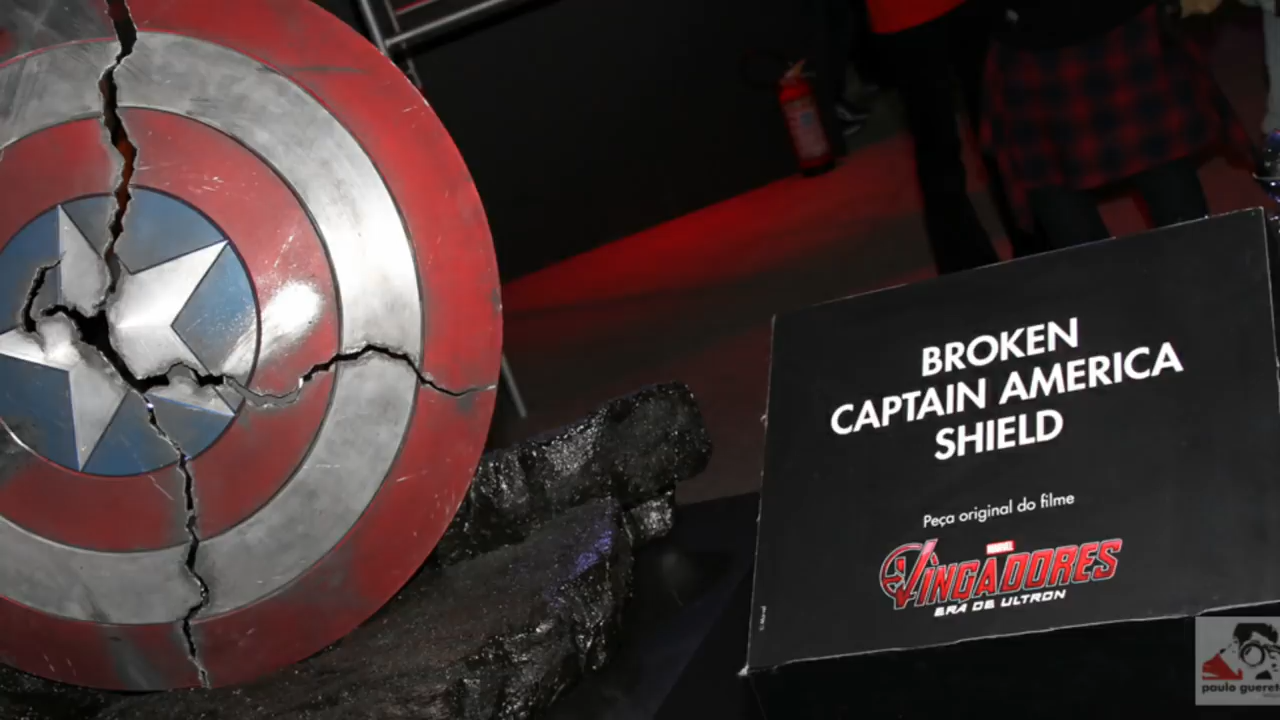 BROKEN
CAPTAIN AMERICA
SHIELD
Peça original do filme
MARVEL
VINGADORES
ERA DE ULTRON
paulo gueret